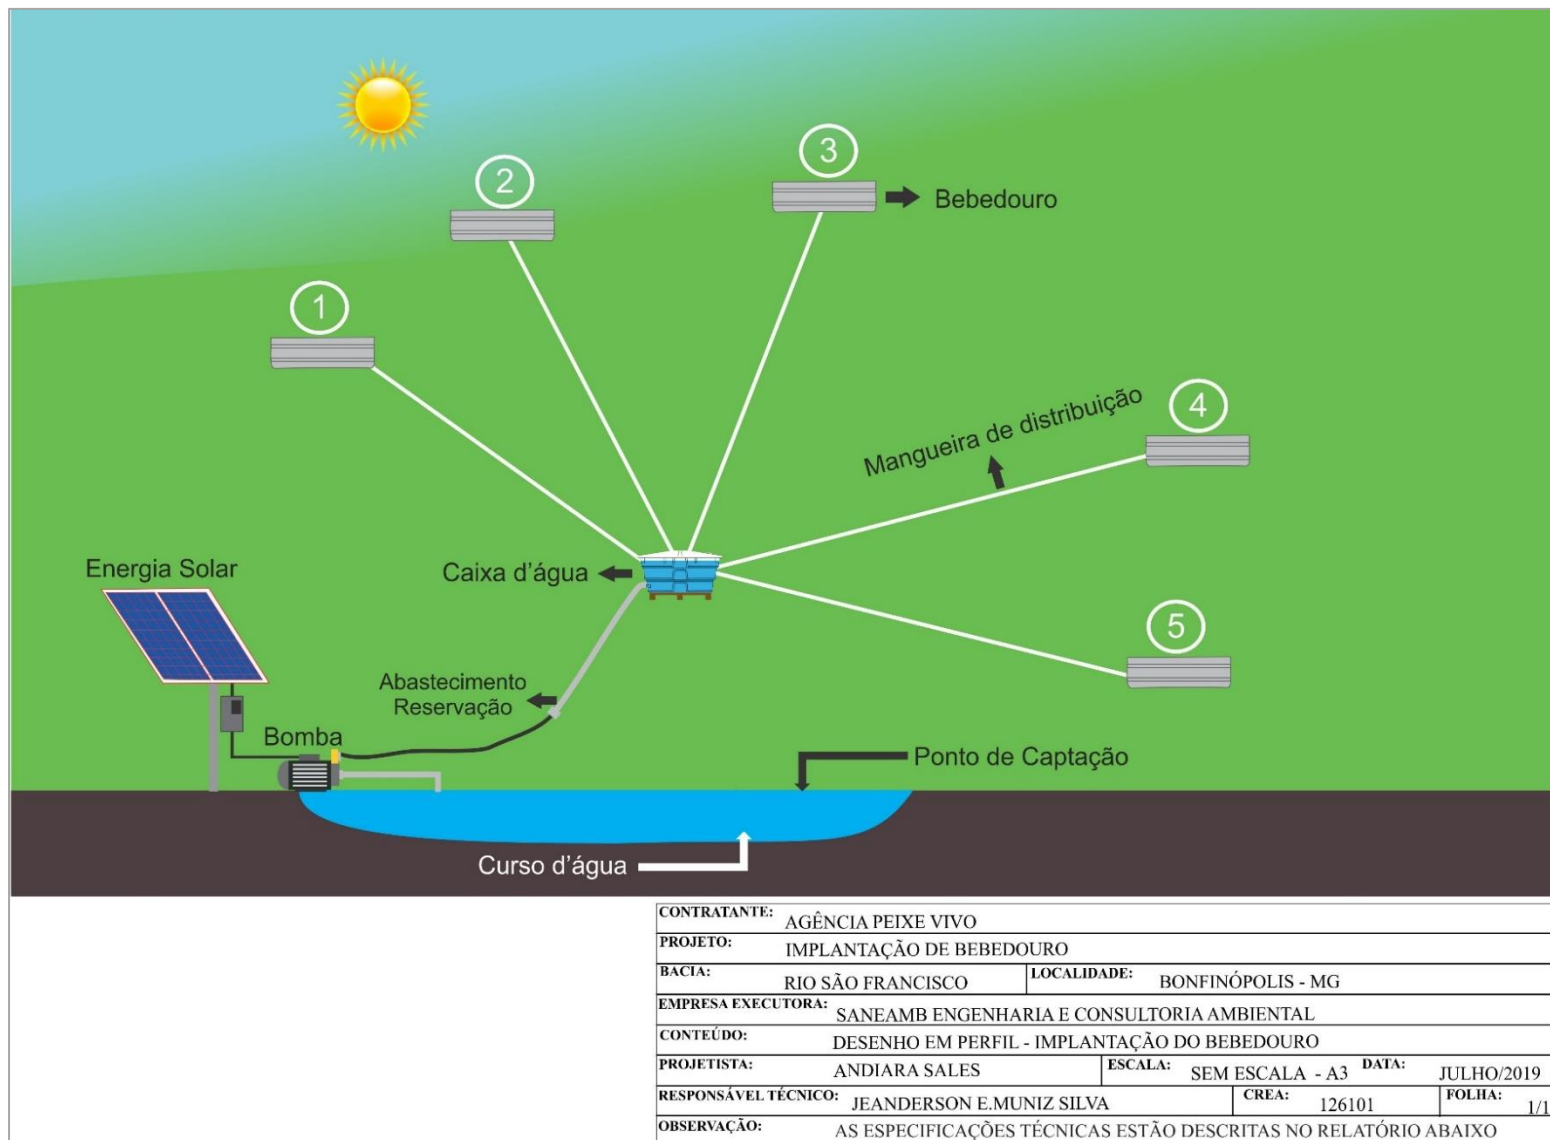 3
2
Bebedouro
1
4
Mangueira de distribuição
Energia Solar
Caixa d'água
5
Abastecimento
Reservação
Bomba
Ponto de Captação
Curso d'água
CONTRATANTE: AGÊNCIA PEIXE VIVO
PROJETO: IMPLANTAÇÃO DE BEBEDOURO
BACIA: RIO SÃO FRANCISCO LOCALIDADE: BONFINÓPOLIS - MG
EMPRESA EXECUTORA: SANEAMB ENGENHARIA E CONSULTORIA AMBIENTAL
CONTEÚDO: DESENHO EM PERFIL - IMPLANTAÇÃO DO BEBEDOURO
PROJETISTA: ANDIARA SALES ESCALA: SEM ESCALA - A3 DATA: JULHO/2019
RESPONSÁVEL TÉCNICO: JEANDERSON E.MUNIZ SILVA CREA: 126101 FOLHA: 1/1
OBSERVAÇÃO: AS ESPECIFICAÇÕES TÉCNICAS ESTÃO DESCRITAS NO RELATÓRIO ABAIXO